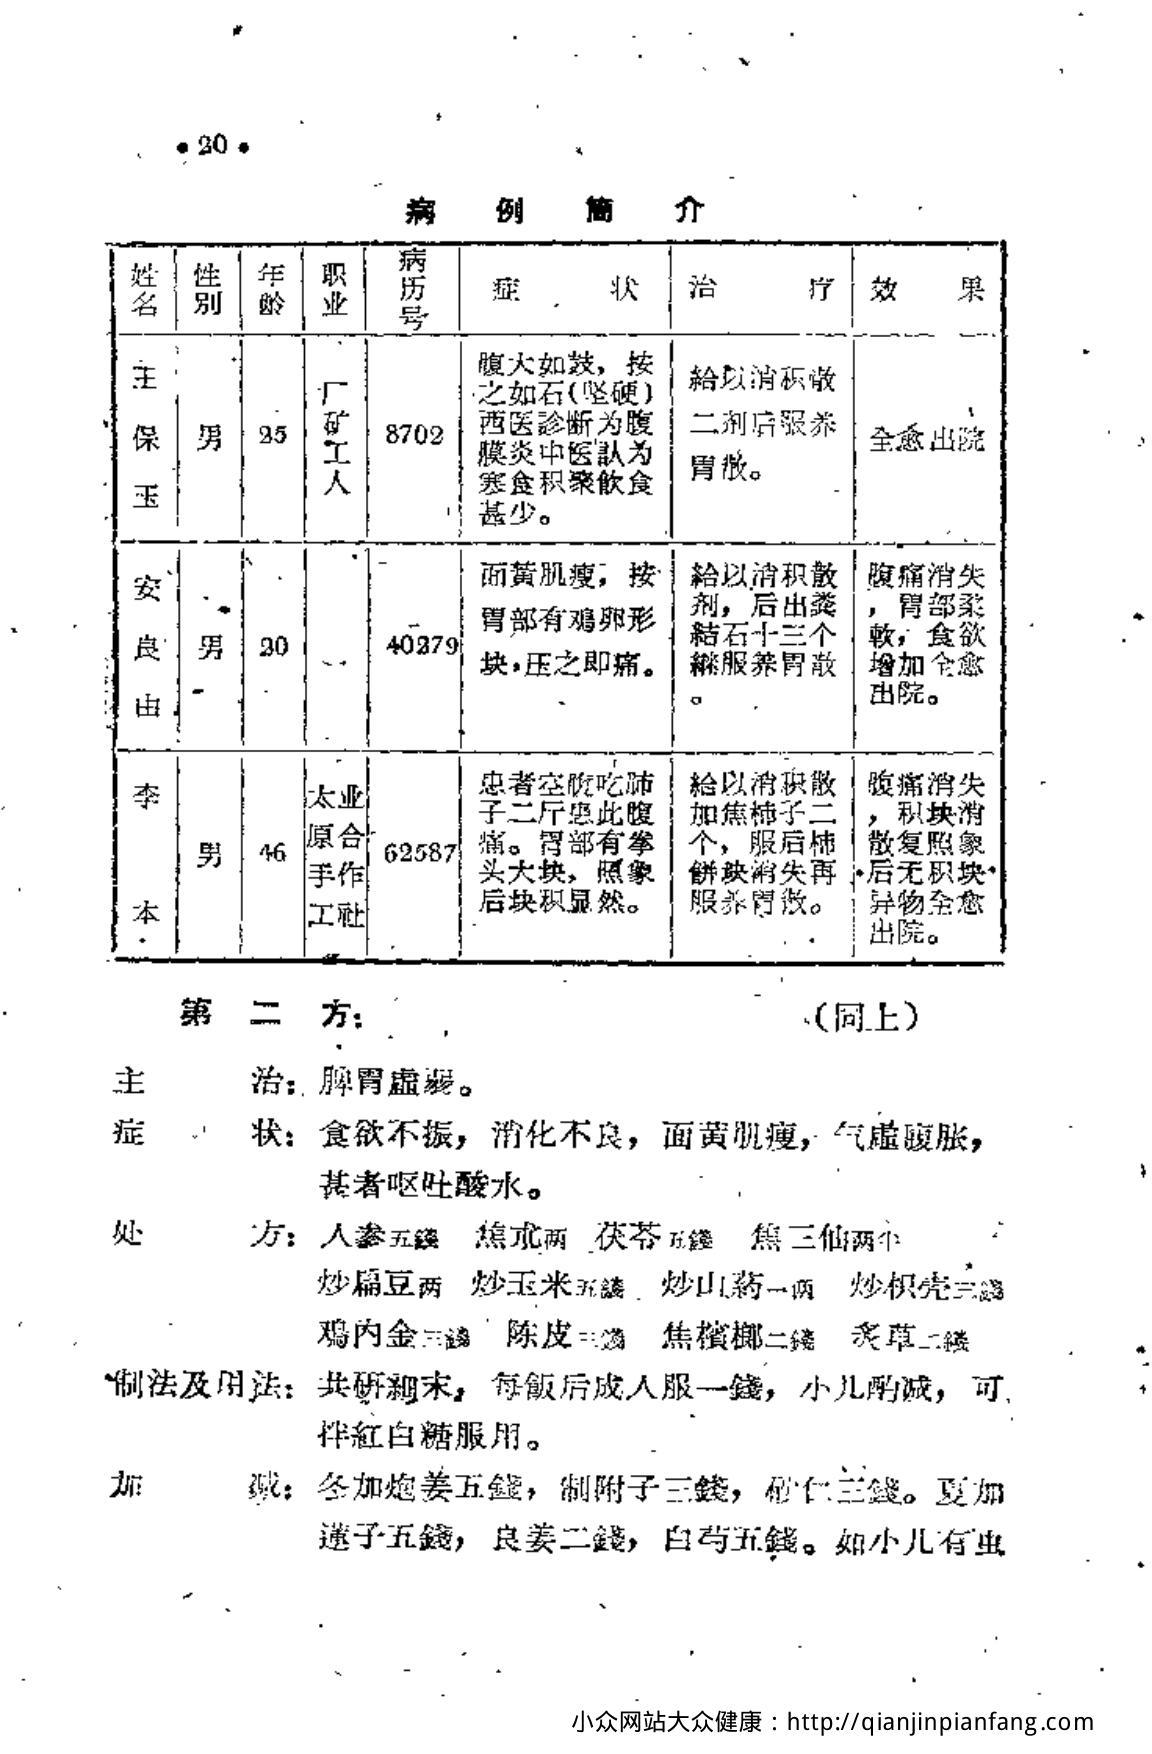 • 20 •
病 例 簡 介
姓名 性別 年齡 职业 病历号 症 状 治 疗 效 果
王保玉 男 25 厂矿工人 8702
腹大如鼓，按
之如石(坚硬)
西医診断为腹
膜炎中医认为
寒食积聚飲食
甚少。
給以消积散
二剂后服养
胃散。
全愈出院
安良由 男 20 40279
面黄肌瘦，按
胃部有鸡卵形
块，压之即痛。
給以消积散
剂，后出粪
結石十三个
継服养胃散
。
腹痛消失
，胃部柔
軟，食欲
增加全愈
出院。
李本 男 46
太业
原合
手作
工社
62587
患者空腹吃肺
子二斤患此腹
痛。胃部有拳
头大块，照象
后块积显然。
給以消积散
加焦柿子二
个，服后柿
餅块消失再
服养胃散。
腹痛消失
，积块消
散复照象
后无积块
异物全愈
出院。
第 二 方： (同上)
主 治：脾胃虛弱。
症 状：食欲不振，消化不良，面黄肌瘦，气虛腹胀，
甚者呕吐酸水。
处 方：人参五錢 焦朮两 茯苓五錢 焦三仙两半
炒扁豆两 炒玉米五錢 炒山药一两 炒枳壳三錢
鸡內金三錢 陈皮三錢 焦檳榔二錢 炙草二錢
制法及用法：共研細末，每飯后成人服一錢，小儿酌减，可
拌紅白糖服用。
加 减：冬加炮姜五錢，制附子三錢，砂仁三錢。夏加
蓮子五錢，良姜二錢，白芍五錢。如小儿有虫
小众网站大众健康：http://qianjinpianfang.com